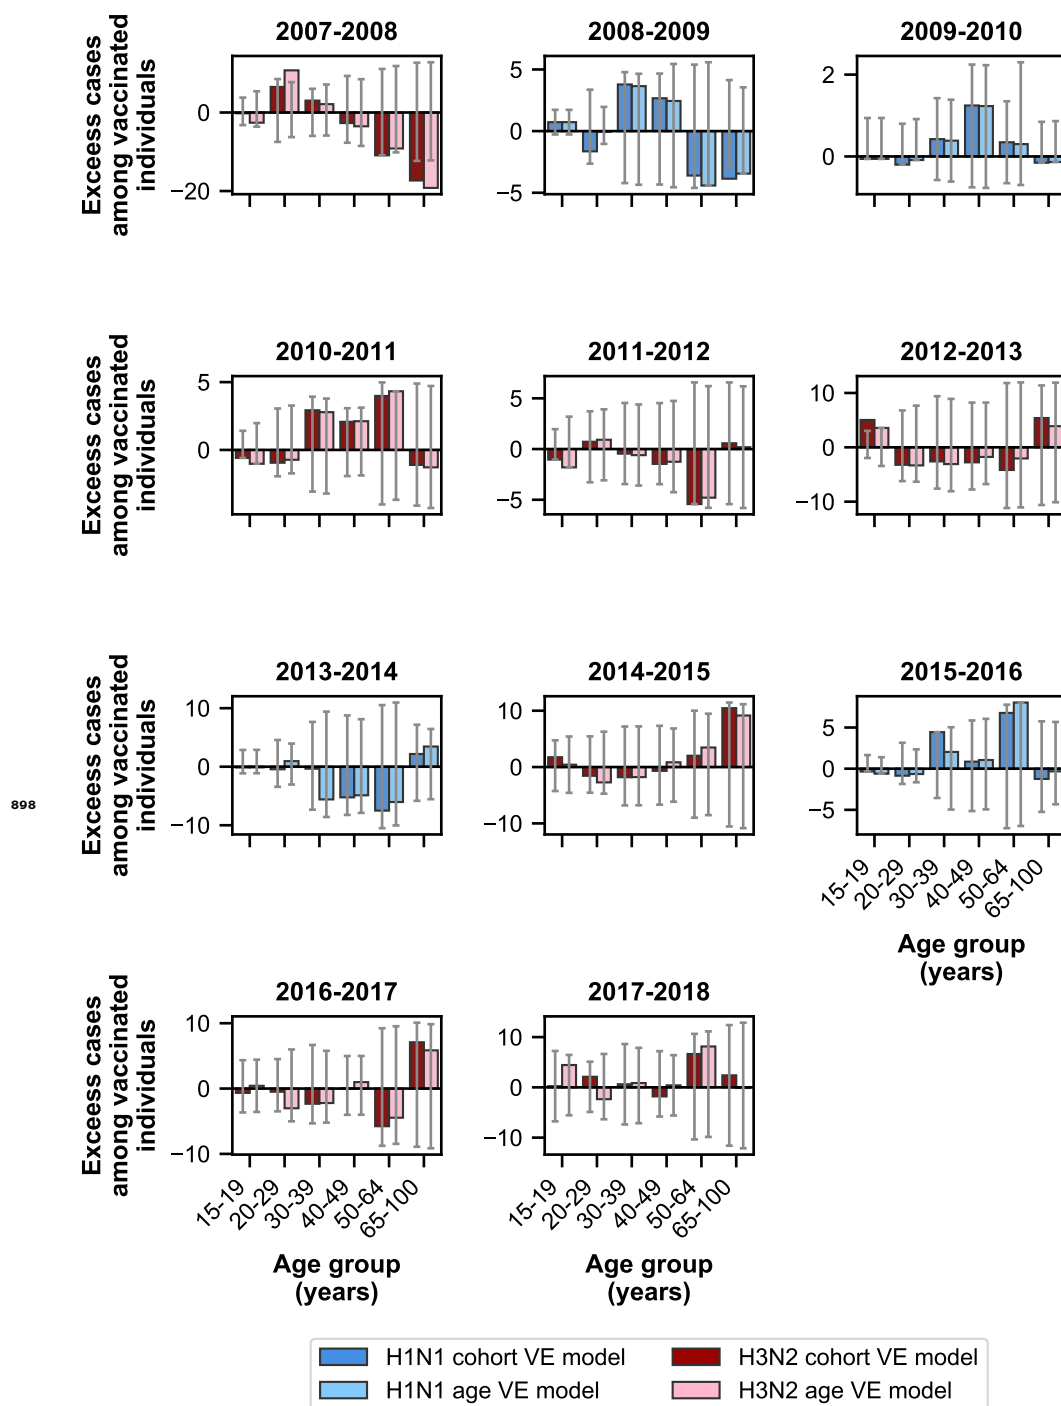 2007-2008
2008-2009
2009-2010
Exceess cases
among vaccinated
individuals
0
−20
5
0
−5
2
0
2010-2011
2011-2012
2012-2013
Exceess cases
among vaccinated
individuals
5
0
5
0
−5
10
0
−10
2013-2014
2014-2015
2015-2016
Exceess cases
among vaccinated
individuals
10
0
−10
10
0
−10
5
0
−5
898
15-19
20-29
30-39
40-49
50-64
65-100
Age group
(years)
2016-2017
2017-2018
Exceess cases
among vaccinated
individuals
10
0
−10
10
0
−10
15-19
20-29
30-39
40-49
50-64
65-100
15-19
20-29
30-39
40-49
50-64
65-100
Age group
(years)
Age group
(years)
H1N1 cohort VE model
H3N2 cohort VE model
H1N1 age VE model
H3N2 age VE model